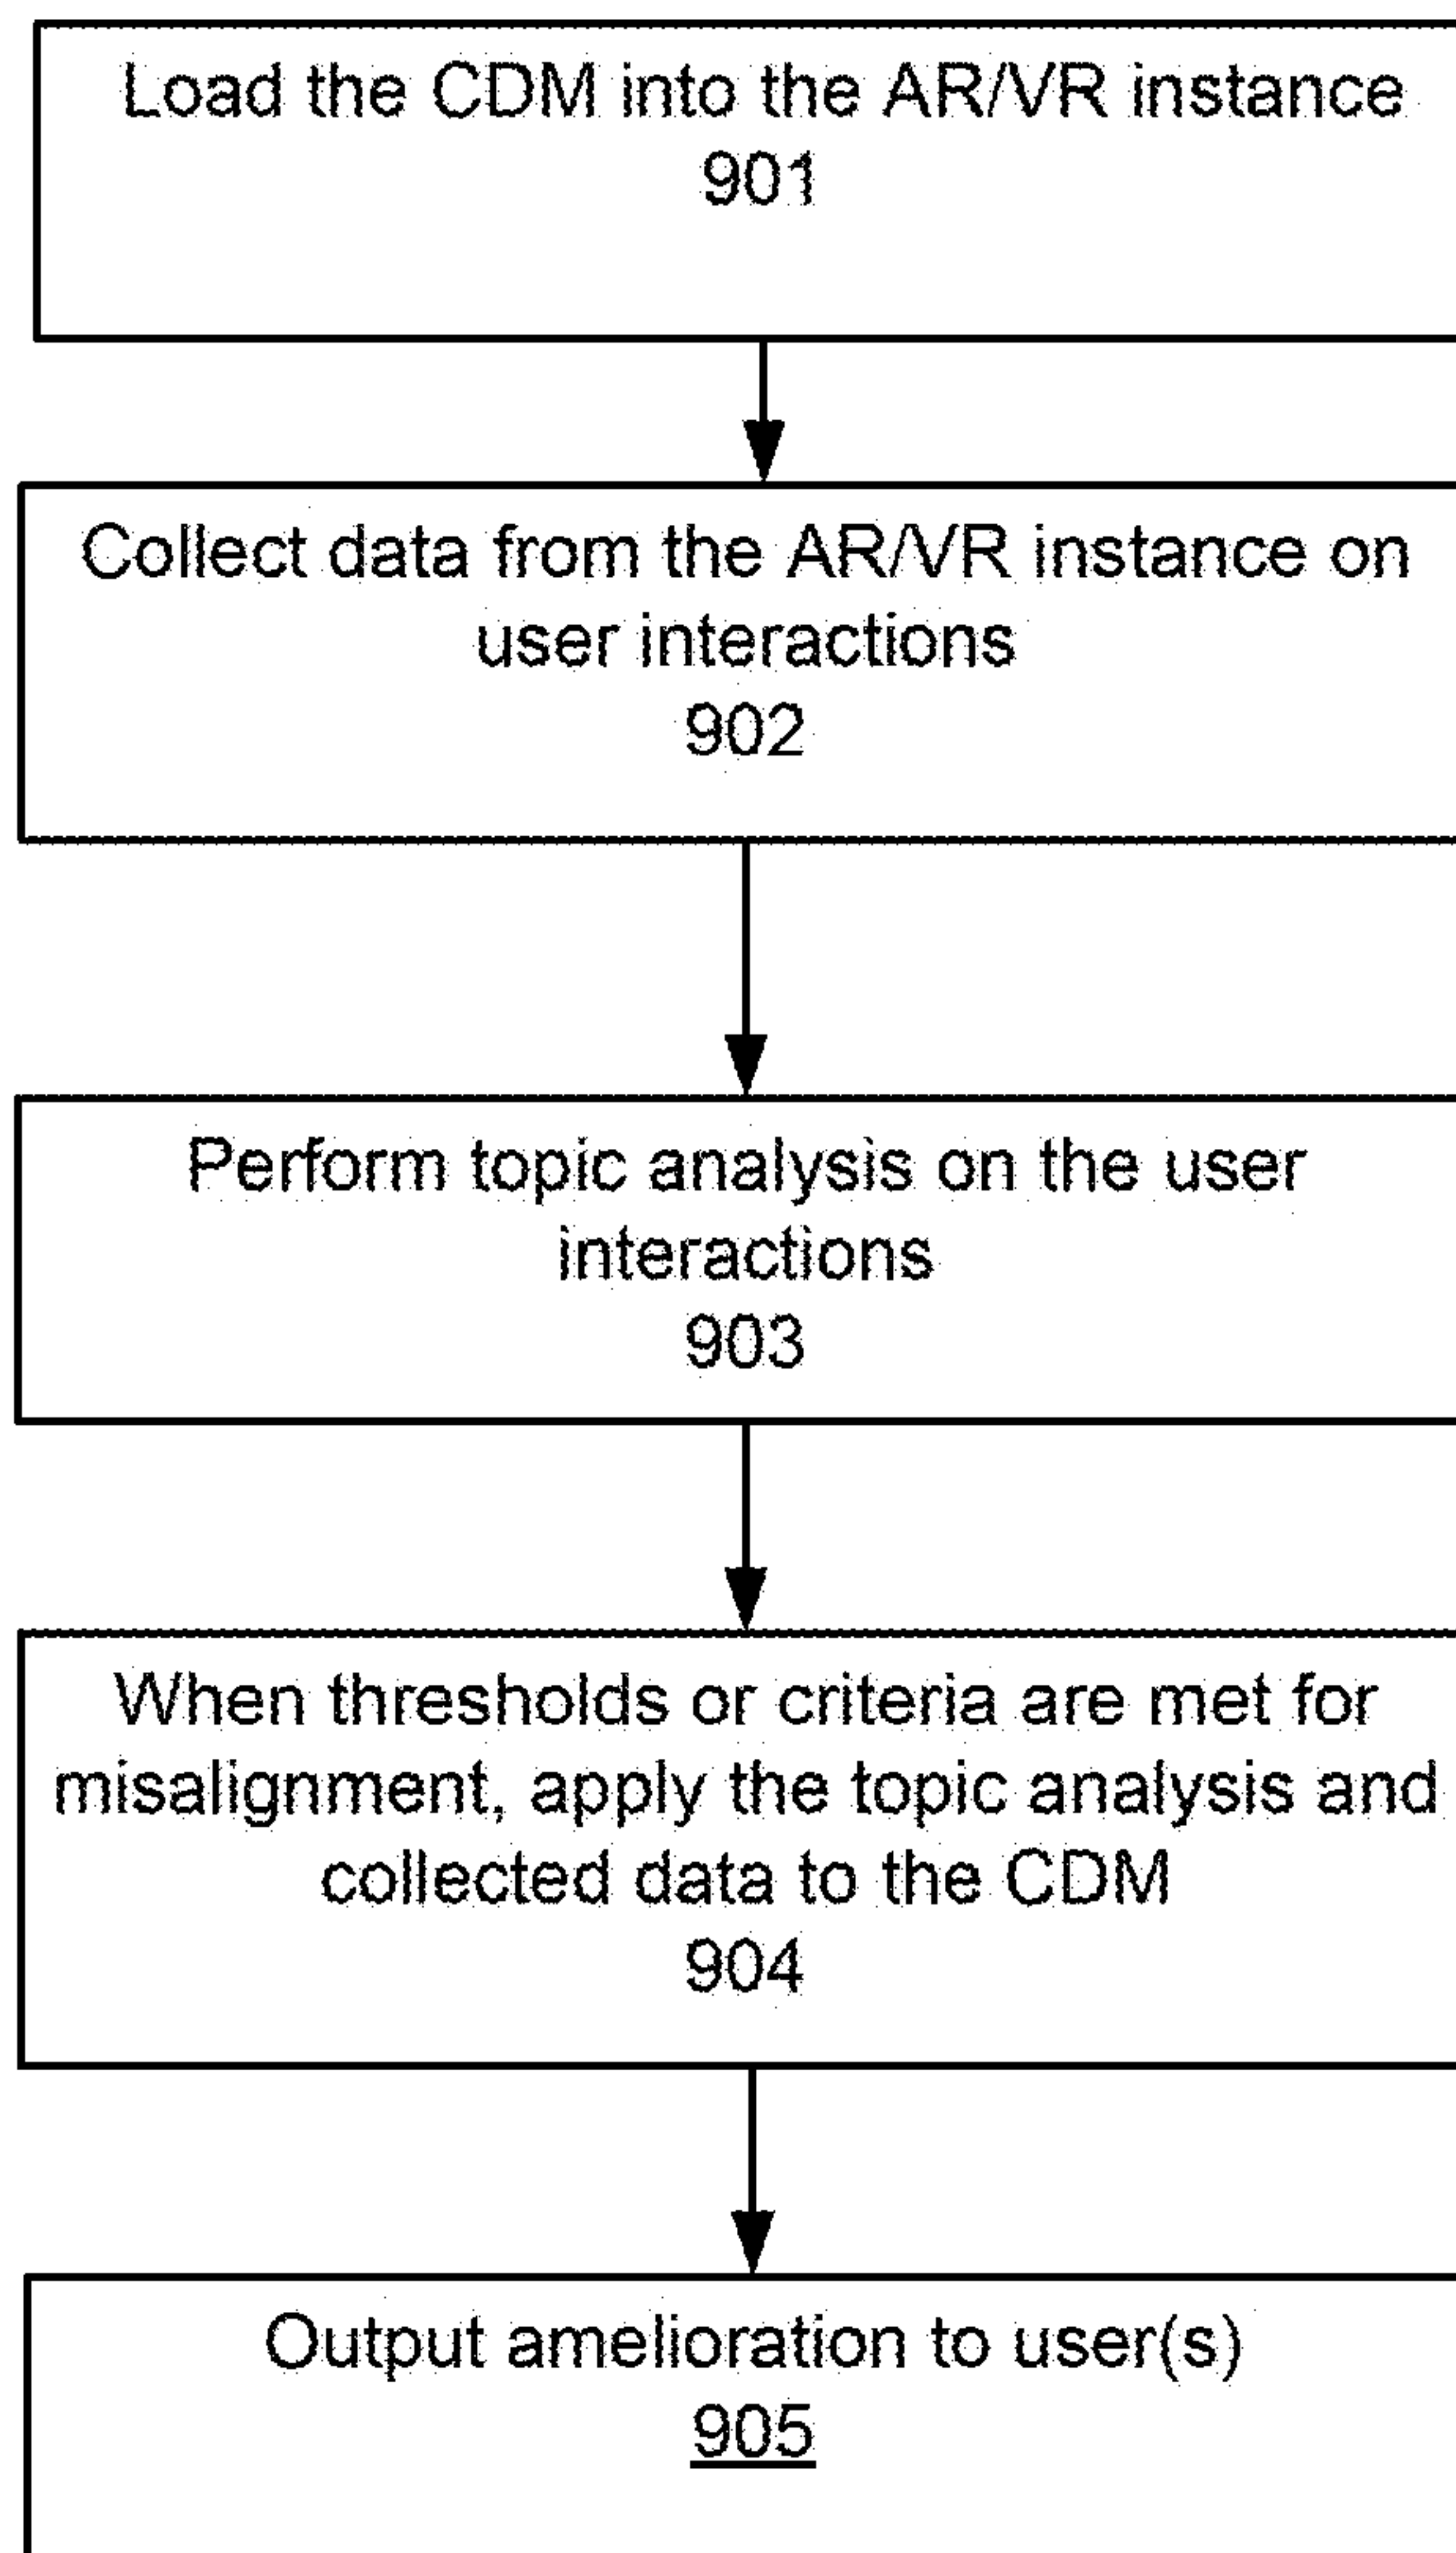 Load the CDM into the AR/VR instance
901
Collect data from the AR/VR instance on
user interactions
902
Perform topic analysis on the user
interactions
903
When thresholds or criteria are met for
misalignment, apply the topic analysis and
collected data to the CDM
904
Output amelioration to user(s)
905